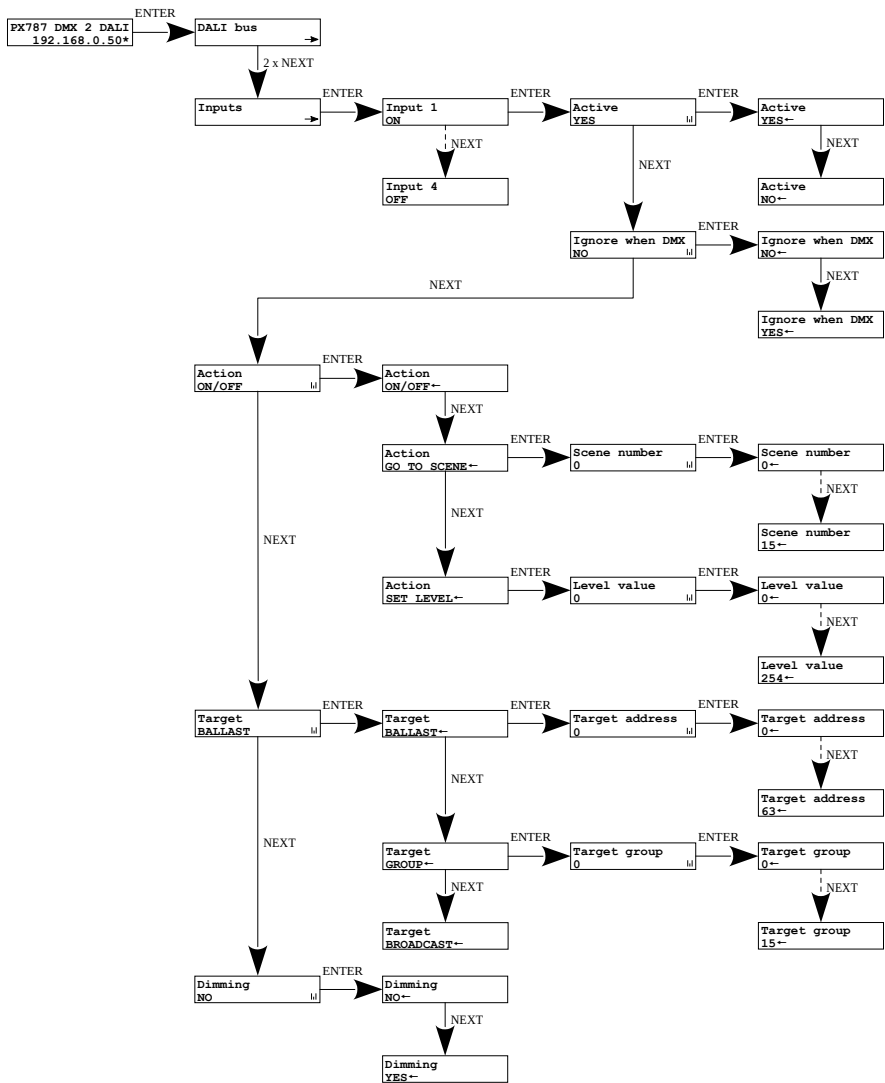 ENTER
PX787 DMX 2 DALI
192.168.0.50*
DALI bus
2 x NEXT
Inputs
ENTER
Input 1
ON
ENTER
Active
YES
ENTER
Active
YES←
NEXT
Input 4
OFF
NEXT
NEXT
Active
NO←
Ignore when DMX
NO
ENTER
Ignore when DMX
NO←
NEXT
NEXT
Ignore when DMX
YES←
Action
ON/OFF
ENTER
Action
ON/OFF←
NEXT
Action
GO TO SCENE←
ENTER
Scene number
0
ENTER
Scene number
0←
NEXT
Scene number
15←
NEXT
NEXT
Action
SET LEVEL←
ENTER
Level value
0
ENTER
Level value
0←
NEXT
Level value
254←
Target
BALLAST
ENTER
Target
BALLAST←
ENTER
Target address
0
ENTER
Target address
0←
NEXT
Target address
63←
NEXT
NEXT
Target
GROUP←
ENTER
Target group
0
ENTER
Target group
0←
NEXT
Target group
15←
NEXT
Target
BROADCAST←
Dimming
NO
ENTER
Dimming
NO←
NEXT
Dimming
YES←